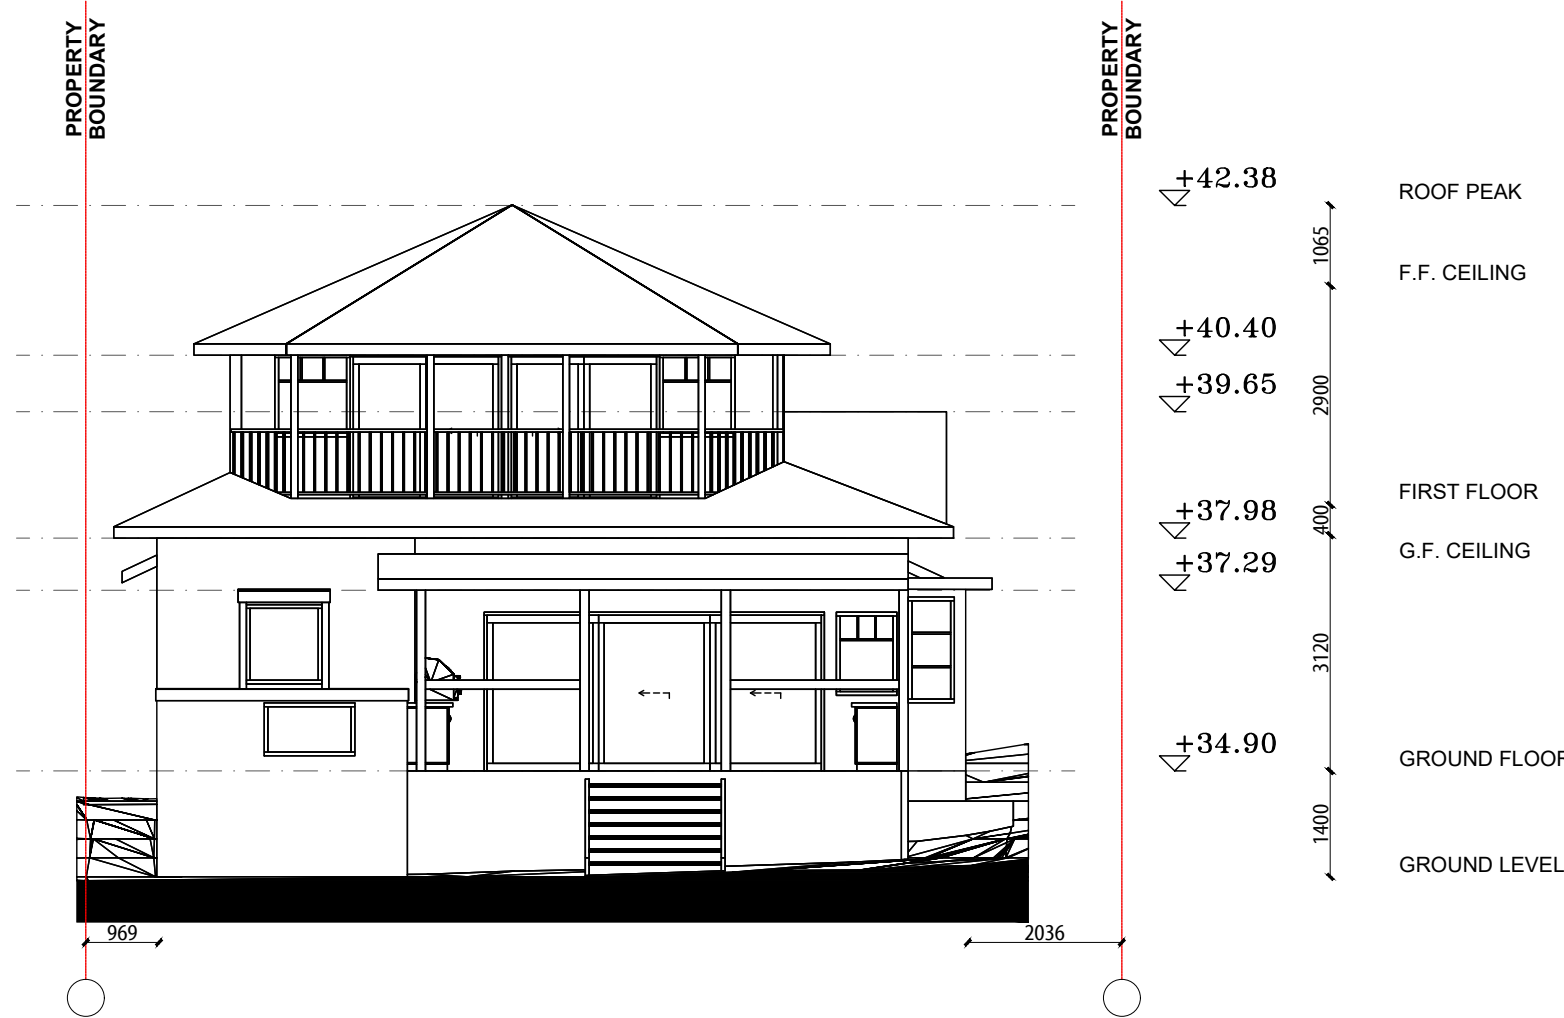 PROPERTY
BOUNDARY
PROPERTY
BOUNDARY
+42.38
ROOF PEAK
1065
F.F. CEILING
+40.40
+39.65
2900
FIRST FLOOR
+37.98
400
G.F. CEILING
+37.29
3120
+34.90
GROUND FLOOR
1400
GROUND LEVEL
969
2036